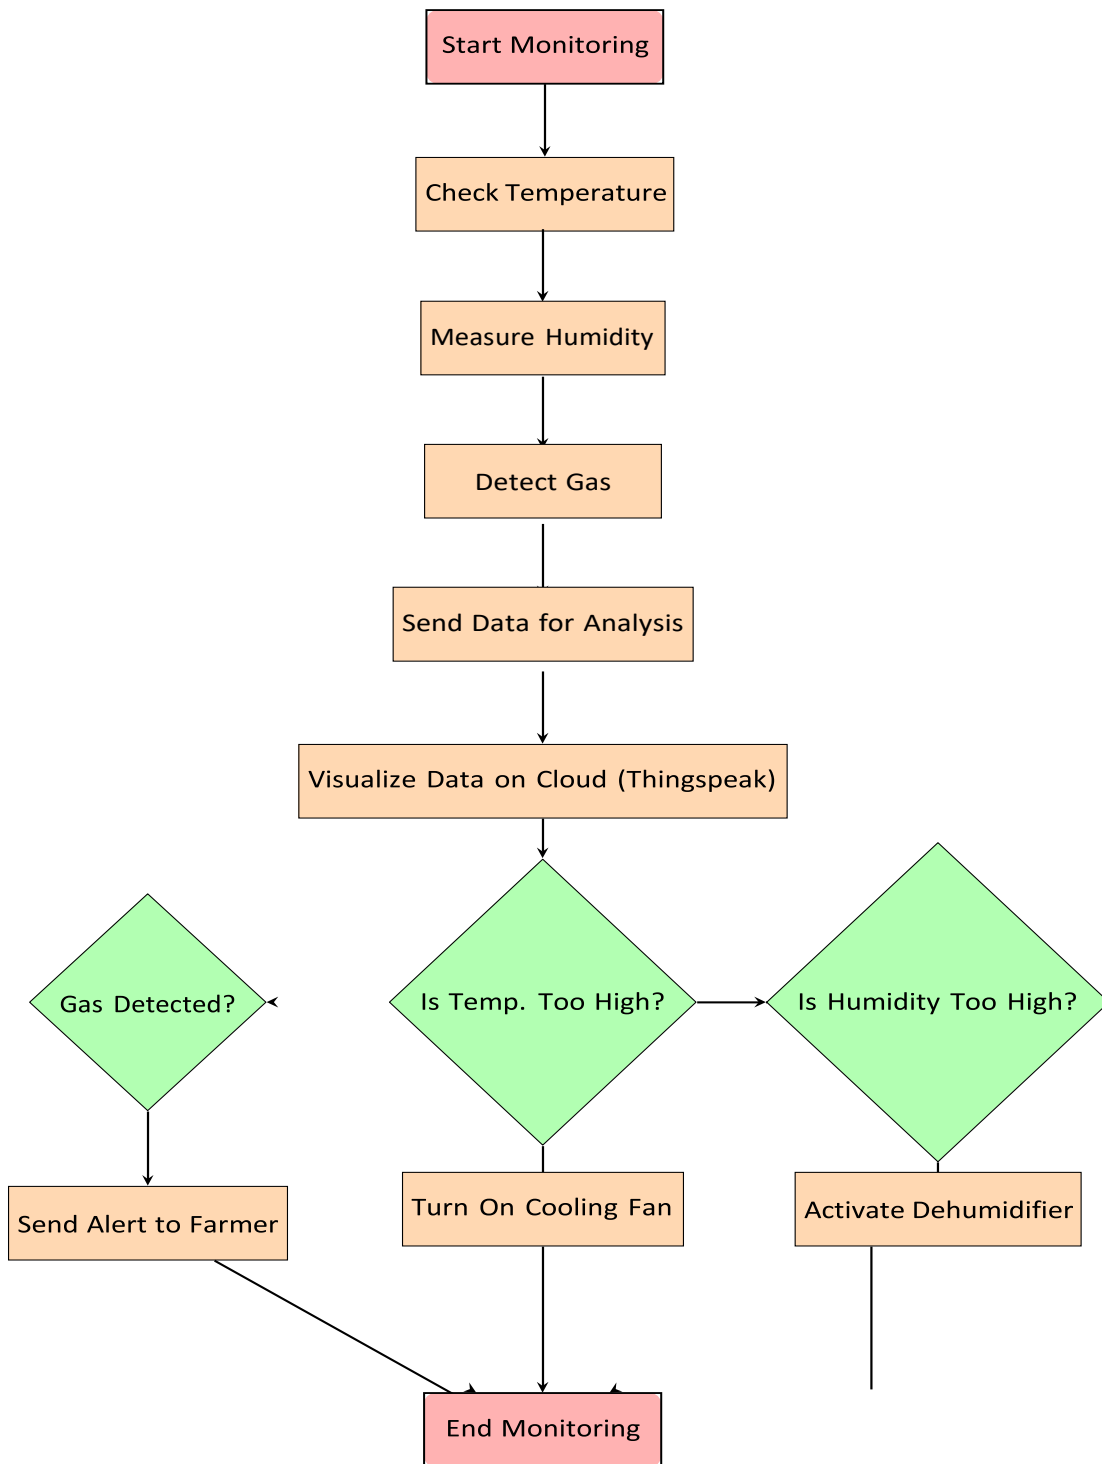 Start Monitoring
Check Temperature
Measure Humidity
Detect Gas
Send Data for Analysis
Visualize Data on Cloud (Thingspeak)
Gas Detected?
Is Temp. Too High?
Is Humidity Too High?
Send Alert to Farmer
Turn On Cooling Fan
Activate Dehumidifier
End Monitoring